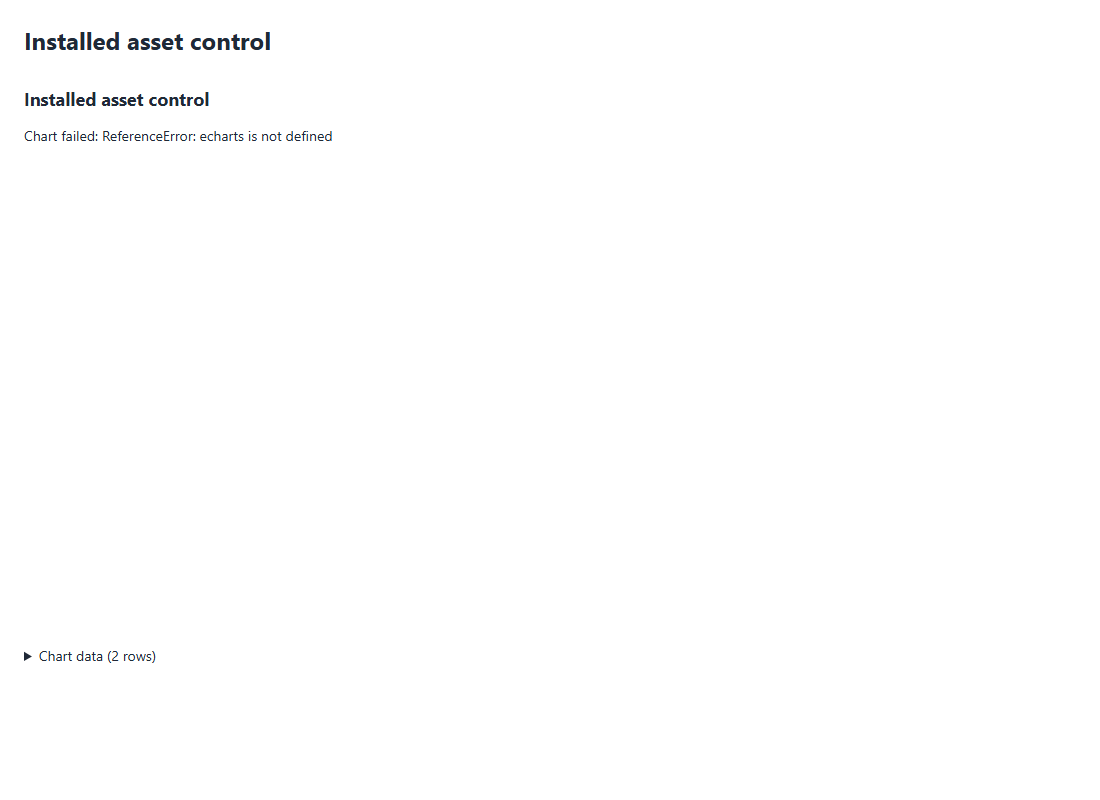 Installed asset control
Installed asset control
Chart failed: ReferenceError: echarts is not defined
Chart data (2 rows)